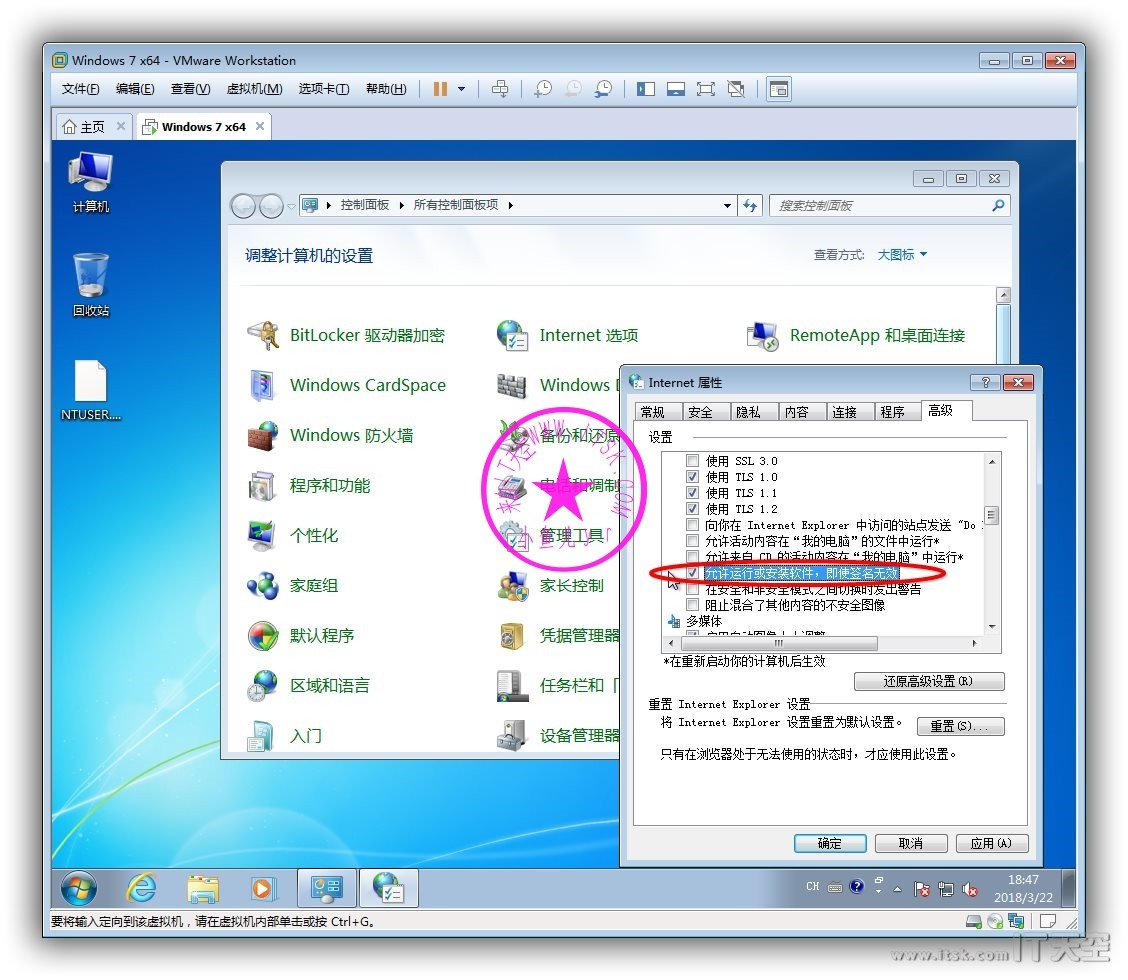 Windows 7 x64 - VMware Workstation
文件(F) 编辑(E) 查看(V) 虚拟机(M) 选项卡(T) 帮助(H)
主页 Windows 7 x64
计算机
回收站
NTUSER....
控制面板 所有控制面板项 搜索控制面板
调整计算机的设置 查看方式: 大图标
BitLocker 驱动器加密 Internet 选项 RemoteApp 和桌面连接
Windows CardSpace Windows
Windows 防火墙 备份和还原
程序和功能 电话和调制
个性化 管理工具
家庭组 家长控制
默认程序 凭据管理器
区域和语言 任务栏和「
入门 设备管理器
Internet 属性
常规 安全 隐私 内容 连接 程序 高级
设置
使用 SSL 3.0
使用 TLS 1.0
使用 TLS 1.1
使用 TLS 1.2
向你在 Internet Explorer 中访问的站点发送 “Do
允许活动内容在“我的电脑”的文件中运行*
允许来自 CD 的活动内容在“我的电脑”中运行*
允许运行或安装软件，即使签名无效
在安全和非安全模式之间切换时发出警告
阻止混合了其他内容的不安全图像
多媒体
*在重新启动你的计算机后生效
还原高级设置(R)
重置 Internet Explorer 设置
将 Internet Explorer 设置重置为默认设置。 重置(S)...
只有在浏览器处于无法使用的状态时，才应使用此设置。
确定 取消 应用(A)
CH 18:47
2018/3/22
要将输入定向到该虚拟机，请在虚拟机内部单击或按 Ctrl+G。
www.itsk.com IT天空